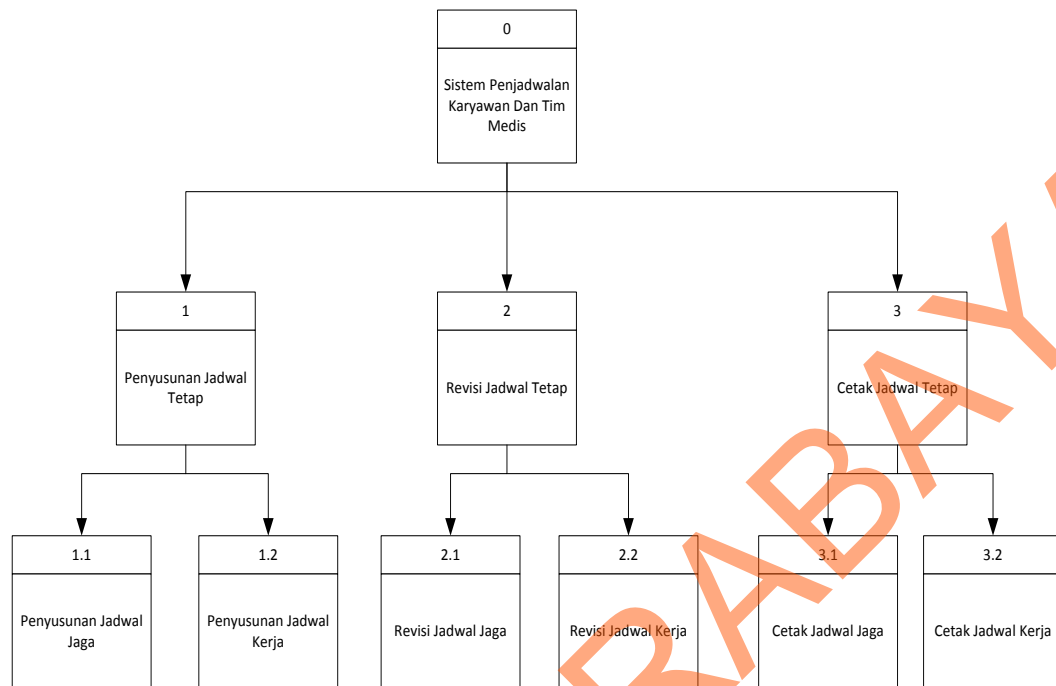 0
Sistem Penjadwalan
Karyawan Dan Tim
Medis
1
Penyusunan Jadwal
Tetap
2
Revisi Jadwal Tetap
3
Cetak Jadwal Tetap
1.1
Penyusunan Jadwal
Jaga
1.2
Penyusunan Jadwal
Kerja
2.1
Revisi Jadwal Jaga
2.2
Revisi Jadwal Kerja
3.1
Cetak Jadwal Jaga
3.2
Cetak Jadwal Kerja
RABAYA